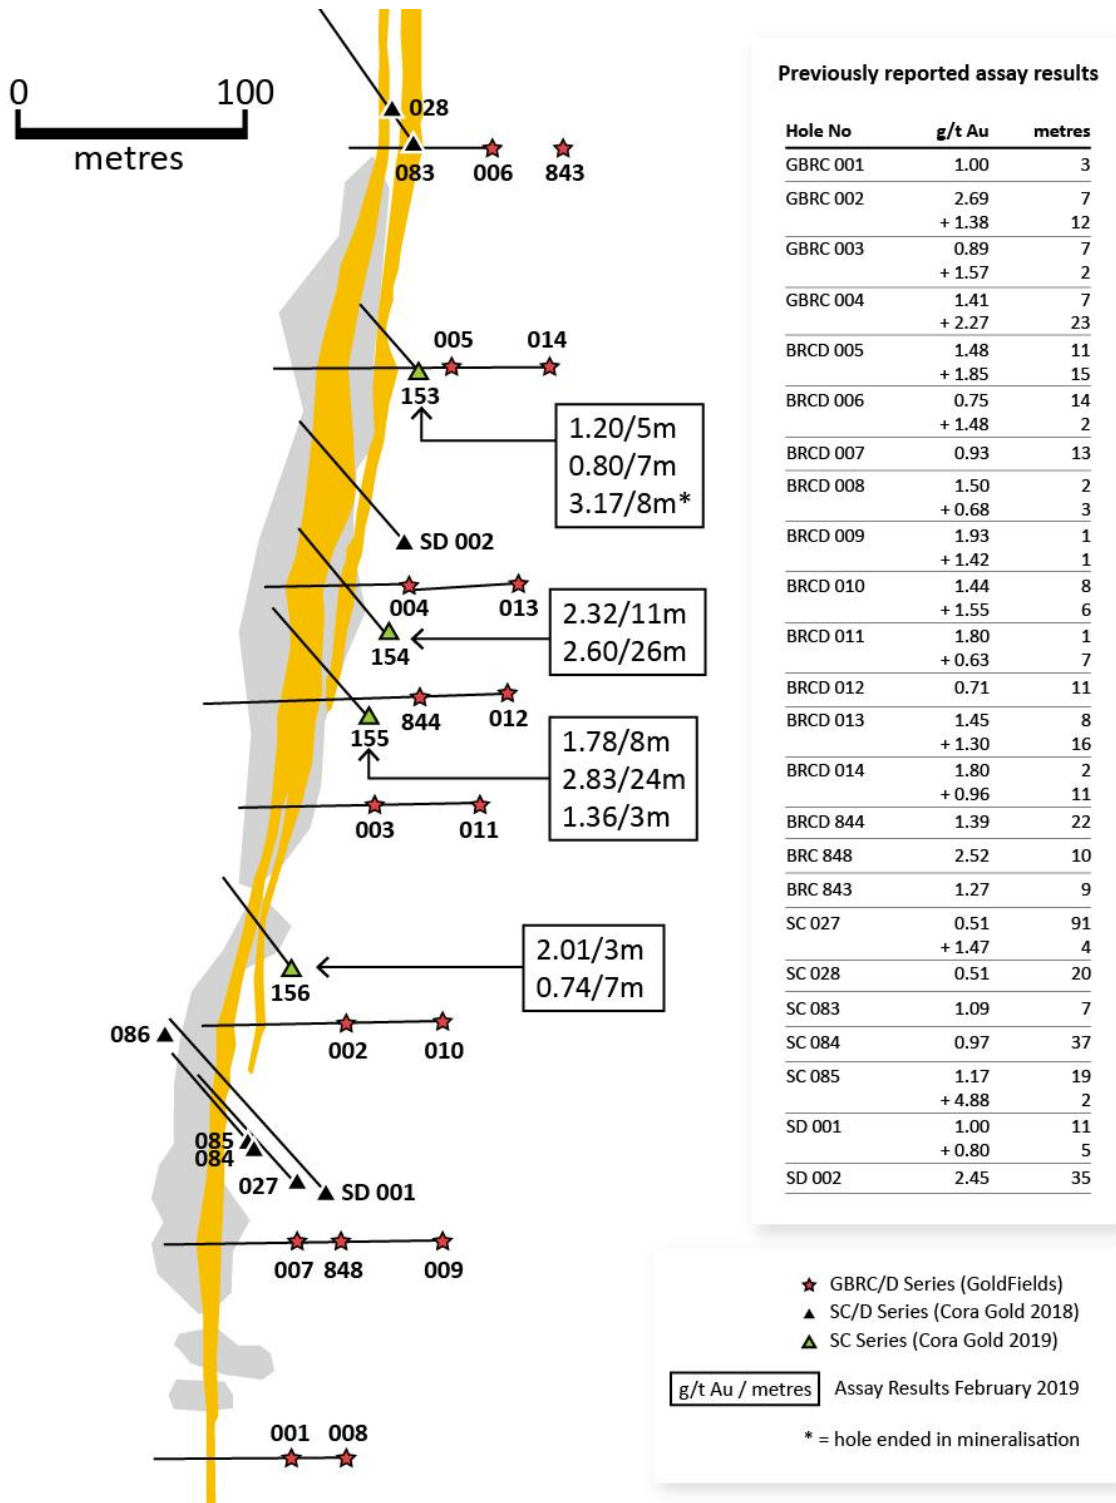 0 100
metres
028
083 006 843
005 014
153
1.20/5m
0.80/7m
3.17/8m*
SD 002
004 013
154
2.32/11m
2.60/26m
844 012
155
1.78/8m
2.83/24m
1.36/3m
003 011
156
2.01/3m
0.74/7m
086
002 010
085
084
027 SD 001
007 848 009
001 008
Previously reported assay results
Hole No g/t Au metres
GBRC 001 1.00 3
GBRC 002 2.69 7
+ 1.38 12
GBRC 003 0.89 7
+ 1.57 2
GBRC 004 1.41 7
+ 2.27 23
BRCD 005 1.48 11
+ 1.85 15
BRCD 006 0.75 14
+ 1.48 2
BRCD 007 0.93 13
BRCD 008 1.50 2
+ 0.68 3
BRCD 009 1.93 1
+ 1.42 1
BRCD 010 1.44 8
+ 1.55 6
BRCD 011 1.80 1
+ 0.63 7
BRCD 012 0.71 11
BRCD 013 1.45 8
+ 1.30 16
BRCD 014 1.80 2
+ 0.96 11
BRCD 844 1.39 22
BRC 848 2.52 10
BRC 843 1.27 9
SC 027 0.51 91
+ 1.47 4
SC 028 0.51 20
SC 083 1.09 7
SC 084 0.97 37
SC 085 1.17 19
+ 4.88 2
SD 001 1.00 11
+ 0.80 5
SD 002 2.45 35
GBRC/D Series (GoldFields)
SC/D Series (Cora Gold 2018)
SC Series (Cora Gold 2019)
g/t Au / metres Assay Results February 2019
* = hole ended in mineralisation